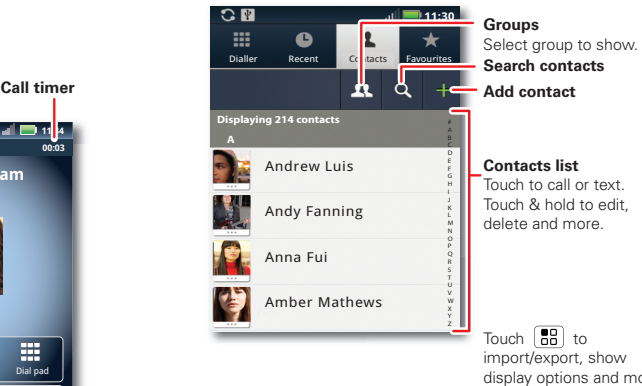 Call timer
00:03
am
Dial pad
11:30
Dialler
Recent
Contacts
Favourites
Displaying 214 contacts
A
Andrew Luis
Andy Fanning
Anna Fui
Amber Mathews
#
A
B
C
D
E
F
G
H
I
J
K
L
M
N
O
P
Q
R
S
T
U
V
W
X
Y
Z
Groups
Select group to show.
Search contacts
Add contact
Contacts list
Touch to call or text.
Touch & hold to edit,
delete and more.
Touch to
import/export, show
display options and mo